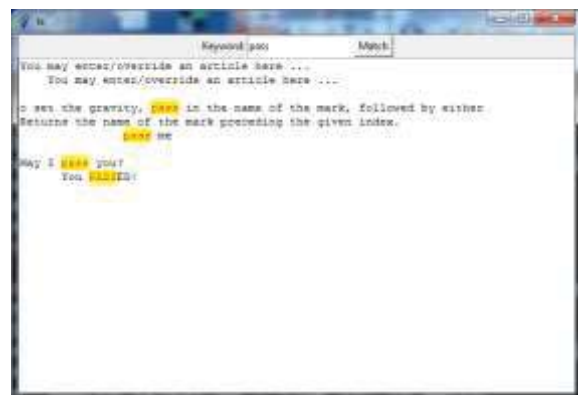 tk
Keyword: pass Match
You may enter/override an article here ...
You may enter/override an article here ...
o set the gravity, pass in the name of the mark, followed by either
Returns the name of the mark preceding the given index.
pass me
May I pass you?
You passED!